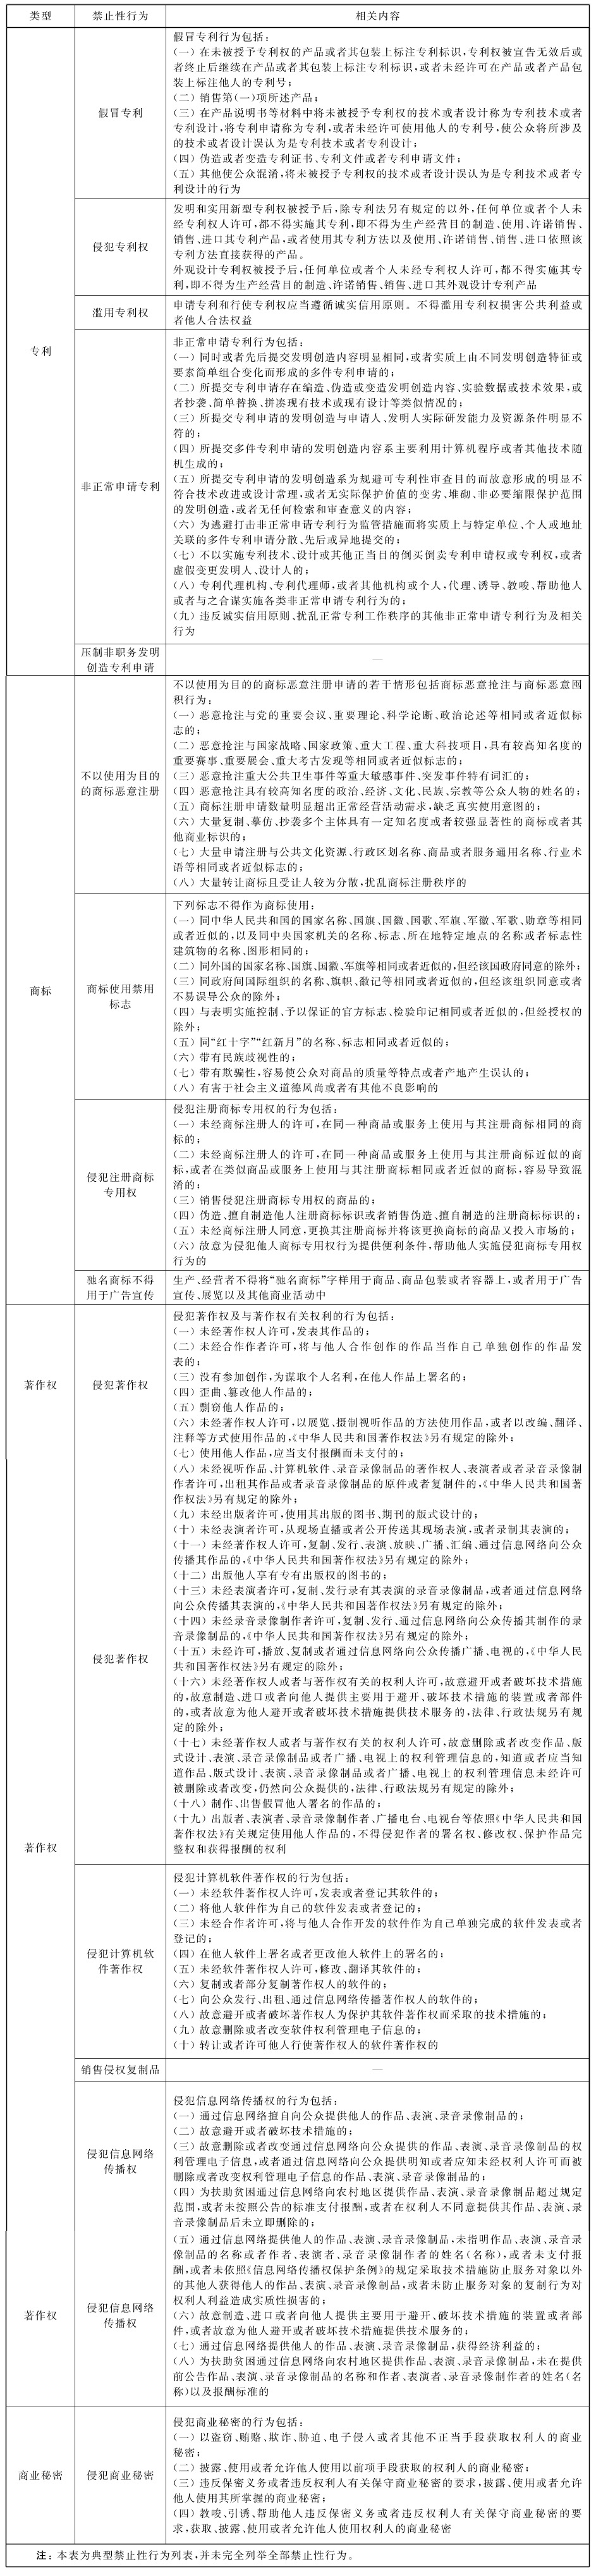 类型 禁止性行为 相关内容
专利
假冒专利
假冒专利行为包括:
(一)在未被授予专利权的产品或者其包装上标注专利标识,专利权被宣告无效后或
者终止后继续在产品或者其包装上标注专利标识,或者未经许可在产品或者产品包
装上标注他人的专利号;
(二)销售第(一)项所述产品;
(三)在产品说明书等材料中将未被授予专利权的技术或者设计称为专利技术或者
专利设计,将专利申请称为专利,或者未经许可使用他人的专利号,使公众将所涉及
的技术或者设计误认为是专利技术或者专利设计;
(四)伪造或者变造专利证书、专利文件或者专利申请文件;
(五)其他使公众混淆,将未被授予专利权的技术或者设计误认为是专利技术或者专
利设计的行为
侵犯专利权
发明和实用新型专利权被授予后,除专利法另有规定的以外,任何单位或者个人未
经专利权人许可,都不得实施其专利,即不得为生产经营目的制造、使用、许诺销售、
销售、进口其专利产品,或者使用其专利方法以及使用、许诺销售、销售、进口依照该
专利方法直接获得的产品。
外观设计专利权被授予后,任何单位或者个人未经专利权人许可,都不得实施其专
利,即不得为生产经营目的制造、许诺销售、销售、进口其外观设计专利产品
滥用专利权
申请专利和行使专利权应当遵循诚实信用原则。不得滥用专利权损害公共利益或
者他人合法权益
非正常申请专利
非正常申请专利行为包括:
(一)同时或者先后提交发明创造内容明显相同,或者实质上由不同发明创造特征或
要素简单组合变化而形成的多件专利申请的;
(二)所提交专利申请存在编造、伪造或变造发明创造内容、实验数据或技术效果,或
者抄袭、简单替换、拼凑现有技术或现有设计等类似情况的;
(三)所提交专利申请的发明创造与申请人、发明人实际研发能力及资源条件明显不
符的;
(四)所提交多件专利申请的发明创造内容系主要利用计算机程序或者其他技术随
机生成的;
(五)所提交专利申请的发明创造系为规避可专利性审查目的而故意形成的明显不
符合技术改进或设计常理,或者无实际保护价值的变劣、堆砌、非必要缩限保护范围
的发明创造,或者无任何检索和审查意义的内容;
(六)为逃避打击非正常申请专利行为监管措施而将实质上与特定单位、个人或地址
关联的多件专利申请分散、先后或异地提交的;
(七)不以实施专利技术、设计或其他正当目的倒买倒卖专利申请权或专利权,或者
虚假变更发明人、设计人的;
(八)专利代理机构、专利代理师,或者其他机构或个人,代理、诱导、教唆、帮助他人
或者与之合谋实施各类非正常申请专利行为的;
(九)违反诚实信用原则、扰乱正常专利工作秩序的其他非正常申请专利行为及相关
行为
压制非职务发明
创造专利申请
—
商标
不以使用为目的
的商标恶意注册
不以使用为目的的商标恶意注册申请的若干情形包括商标恶意抢注与商标恶意囤
积行为:
(一)恶意抢注与党的重要会议、重要理论、科学论断、政治论述等相同或者近似标
志的;
(二)恶意抢注与国家战略、国家政策、重大工程、重大科技项目,具有较高知名度的
重要赛事、重要展会、重大考古发现等相同或者近似标志的;
(三)恶意抢注重大公共卫生事件等重大敏感事件、突发事件特有词汇的;
(四)恶意抢注具有较高知名度的政治、经济、文化、民族、宗教等公众人物的姓名的;
(五)商标注册申请数量明显超出正常经营活动需求,缺乏真实使用意图的;
(六)大量复制、摹仿、抄袭多个主体具有一定知名度或者较强显著性的商标或者其
他商业标识的;
(七)大量申请注册与公共文化资源、行政区划名称、商品或者服务通用名称、行业术
语等相同或者近似标志的;
(八)大量转让商标且受让人较为分散,扰乱商标注册秩序的
商标使用禁用
标志
下列标志不得作为商标使用:
(一)同中华人民共和国的国家名称、国旗、国徽、国歌、军旗、军徽、军歌、勋章等相同
或者近似的,以及同中央国家机关的名称、标志、所在地特定地点的名称或者标志性
建筑物的名称、图形相同的;
(二)同外国的国家名称、国旗、国徽、军旗等相同或者近似的,但经该国政府同意的除外;
(三)同政府间国际组织的名称、旗帜、徽记等相同或者近似的,但经该组织同意或者
不易误导公众的除外;
(四)与表明实施控制、予以保证的官方标志、检验印记相同或者近似的,但经授权的
除外;
(五)同“红十字”“红新月”的名称、标志相同或者近似的;
(六)带有民族歧视性的;
(七)带有欺骗性,容易使公众对商品的质量等特点或者产地产生误认的;
(八)有害于社会主义道德风尚或者有其他不良影响的
侵犯注册商标
专用权
侵犯注册商标专用权的行为包括:
(一)未经商标注册人的许可,在同一种商品或服务上使用与其注册商标相同的商
标的;
(二)未经商标注册人的许可,在同一种商品或服务上使用与其注册商标近似的商
标,或者在类似商品或服务上使用与其注册商标相同或者近似的商标,容易导致混
淆的;
(三)销售侵犯注册商标专用权的商品的;
(四)伪造、擅自制造他人注册商标标识或者销售伪造、擅自制造的注册商标标识的;
(五)未经商标注册人同意,更换其注册商标并将该更换商标的商品又投入市场的;
(六)故意为侵犯他人商标专用权行为提供便利条件,帮助他人实施侵犯商标专用权
行为的
驰名商标不得
用于广告宣传
生产、经营者不得将“驰名商标”字样用于商品、商品包装或者容器上,或者用于广告
宣传、展览以及其他商业活动中
著作权
侵犯著作权
侵犯著作权及与著作权有关权利的行为包括:
(一)未经著作权人许可,发表其作品的;
(二)未经合作作者许可,将与他人合作创作的作品当作自己单独创作的作品发
表的;
(三)没有参加创作,为谋取个人名利,在他人作品上署名的;
(四)歪曲、篡改他人作品的;
(五)剽窃他人作品的;
(六)未经著作权人许可,以展览、摄制视听作品的方法使用作品,或者以改编、翻译、
注释等方式使用作品的,《中华人民共和国著作权法》另有规定的除外;
(七)使用他人作品,应当支付报酬而未支付的;
著作权
侵犯著作权
(八)未经视听作品、计算机软件、录音录像制品的著作权人、表演者或者录音录像制
作者许可,出租其作品或者录音录像制品的原件或者复制件的,《中华人民共和国著
作权法》另有规定的除外;
(九)未经出版者许可,使用其出版的图书、期刊的版式设计的;
(十)未经表演者许可,从现场直播或者公开传送其现场表演,或者录制其表演的;
(十一)未经著作权人许可,复制、发行、表演、放映、广播、汇编、通过信息网络向公众
传播其作品的,《中华人民共和国著作权法》另有规定的除外;
(十二)出版他人享有专有出版权的图书的;
(十三)未经表演者许可,复制、发行录有其表演的录音录像制品,或者通过信息网络
向公众传播其表演的,《中华人民共和国著作权法》另有规定的除外;
(十四)未经录音录像制作者许可,复制、发行、通过信息网络向公众传播其制作的录
音录像制品的,《中华人民共和国著作权法》另有规定的除外;
(十五)未经许可,播放、复制或者通过信息网络向公众传播广播、电视的,《中华人
民共和国著作权法》另有规定的除外;
(十六)未经著作权人或者与著作权有关的权利人许可,故意避开或者破坏技术措施
的,故意制造、进口或者向他人提供主要用于避开、破坏技术措施的装置或者部件
的,或者故意为他人避开或者破坏技术措施提供技术服务的,法律、行政法规另有规
定的除外;
(十七)未经著作权人或者与著作权有关的权利人许可,故意删除或者改变作品、版
式设计、表演、录音录像制品或者广播、电视上的权利管理信息的,知道或者应当知
道作品、版式设计、表演、录音录像制品或者广播、电视上的权利管理信息未经许可
被删除或者改变,仍然向公众提供的,法律、行政法规另有规定的除外;
(十八)制作、出售假冒他人署名的作品的;
(十九)出版者、表演者、录音录像制作者、广播电台、电视台等依照《中华人民共和国
著作权法》有关规定使用他人作品的,不得侵犯作者的署名权、修改权、保护作品完
整权和获得报酬的权利
侵犯计算机软
件著作权
侵犯计算机软件著作权的行为包括:
(一)未经软件著作权人许可,发表或者登记其软件的;
(二)将他人软件作为自己的软件发表或者登记的;
(三)未经合作者许可,将与他人合作开发的软件作为自己单独完成的软件发表或者
登记的;
(四)在他人软件上署名或者更改他人软件上的署名的;
(五)未经软件著作权人许可,修改、翻译其软件的;
(六)复制或者部分复制著作权人的软件的;
(七)向公众发行、出租、通过信息网络传播著作权人的软件的;
(八)故意避开或者破坏著作权人为保护其软件著作权而采取的技术措施的;
(九)故意删除或者改变软件权利管理电子信息的;
(十)转让或者许可他人行使著作权人的软件著作权的
销售侵权复制品
—
侵犯信息网络
传播权
侵犯信息网络传播权的行为包括:
(一)通过信息网络擅自向公众提供他人的作品、表演、录音录像制品的;
(二)故意避开或者破坏技术措施的;
(三)故意删除或者改变通过信息网络向公众提供的作品、表演、录音录像制品的权
利管理电子信息,或者通过信息网络向公众提供明知或者应知未经权利人许可而被
删除或者改变权利管理电子信息的作品、表演、录音录像制品的;
(四)为扶助贫困通过信息网络向农村地区提供作品、表演、录音录像制品超过规定
范围,或者未按照公告的标准支付报酬,或者在权利人不同意提供其作品、表演、录
音录像制品后未立即删除的;
著作权
侵犯信息网络
传播权
(五)通过信息网络提供他人的作品、表演、录音录像制品,未指明作品、表演、录音录
像制品的名称或者作者、表演者、录音录像制作者的姓名(名称),或者未支付报
酬,或者未依照《信息网络传播权保护条例》的规定采取技术措施防止服务对象以外
的其他人获得他人的作品、表演、录音录像制品,或者未防止服务对象的复制行为对
权利人利益造成实质性损害的;
(六)故意制造、进口或者向他人提供主要用于避开、破坏技术措施的装置或者部
件,或者故意为他人避开或者破坏技术措施提供技术服务的;
(七)通过信息网络提供他人的作品、表演、录音录像制品,获得经济利益的;
(八)为扶助贫困通过信息网络向农村地区提供作品、表演、录音录像制品,未在提供
前公告作品、表演、录音录像制品的名称和作者、表演者、录音录像制作者的姓名(名
称)以及报酬标准的
商业秘密
侵犯商业秘密
侵犯商业秘密的行为包括:
(一)以盗窃、贿赂、欺诈、胁迫、电子侵入或者其他不正当手段获取权利人的商业
秘密;
(二)披露、使用或者允许他人使用以前项手段获取的权利人的商业秘密;
(三)违反保密义务或者违反权利人有关保守商业秘密的要求,披露、使用或者允许
他人使用其所掌握的商业秘密;
(四)教唆、引诱、帮助他人违反保密义务或者违反权利人有关保守商业秘密的要
求,获取、披露、使用或者允许他人使用权利人的商业秘密
注:本表为典型禁止性行为列表,并未完全列举全部禁止性行为。